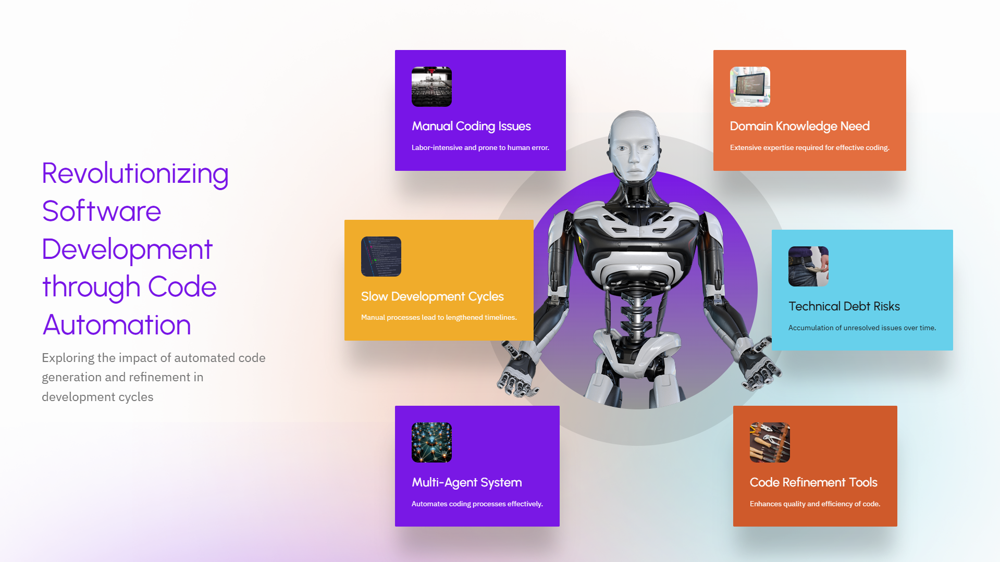 Revolutionizing
Software
Development
through Code
Automation
Exploring the impact of automated code
generation and refinement in
development cycles
Manual Coding Issues
Labor-intensive and prone to human error.
Domain Knowledge Need
Extensive expertise required for effective coding.
Slow Development Cycles
Manual processes lead to lengthened timelines.
Technical Debt Risks
Accumulation of unresolved issues over time.
Multi-Agent System
Automates coding processes effectively.
Code Refinement Tools
Enhances quality and efficiency of code.